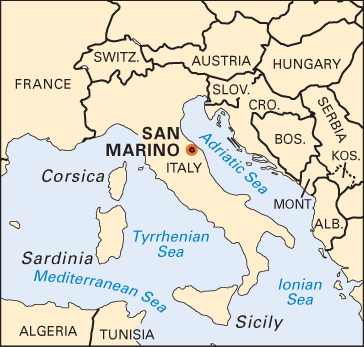 SWITZ.
AUSTRIA
HUNGARY
FRANCE
SLOV.
CRO.
SERBIA
SAN
MARINO
Adriatic Sea
BOS.
KOS.
ITALY
Corsica
MONT.
ALB.
Tyrrhenian
Sea
Sardinia
Mediterranean Sea
Ionian
Sea
Sicily
ALGERIA
TUNISIA